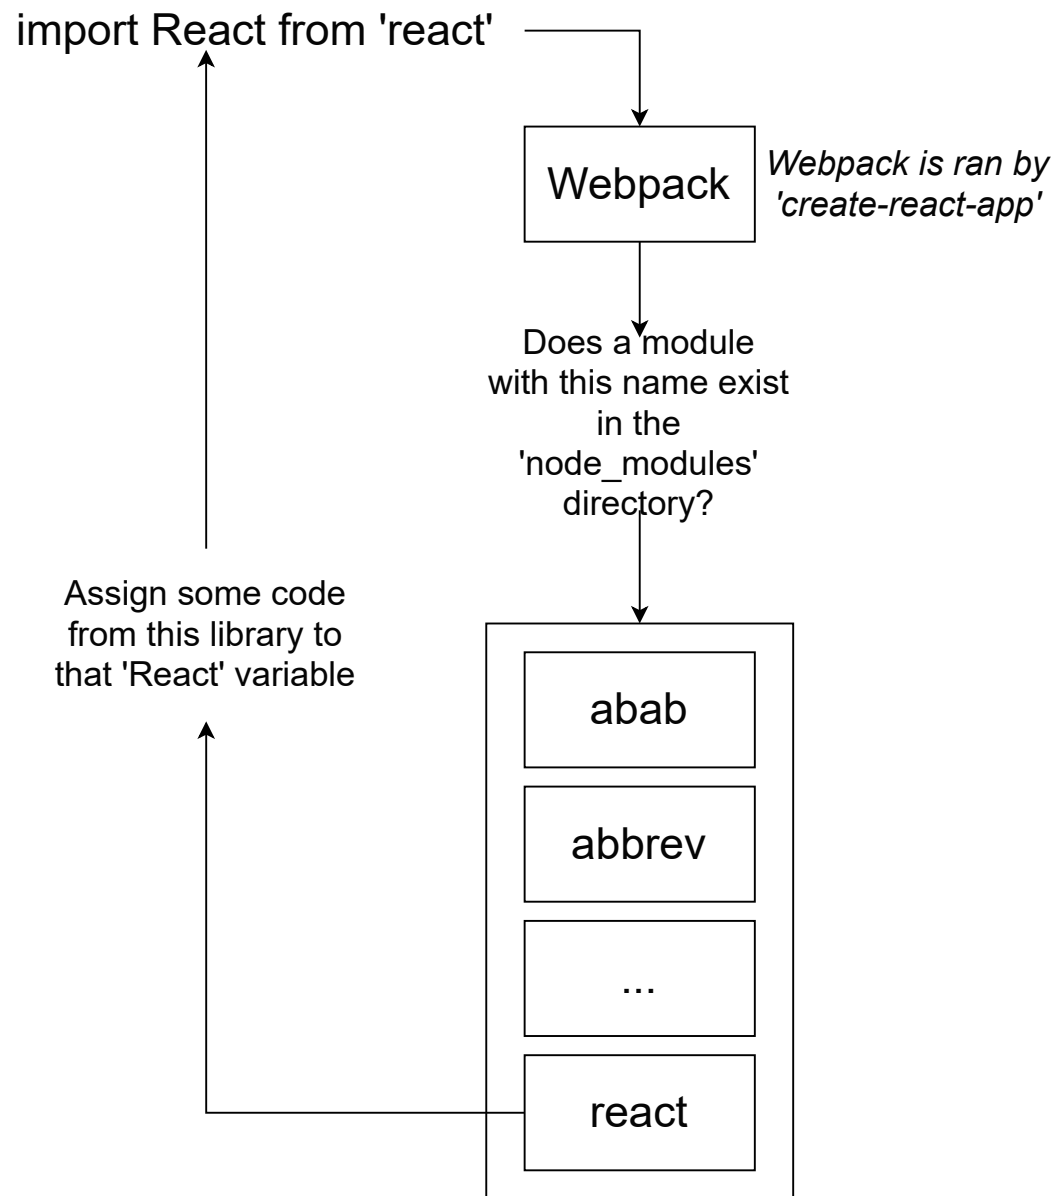 import React from 'react'
Webpack
Webpack is ran by
'create-react-app'
Does a module
with this name exist
in the
'node_modules'
directory?
Assign some code
from this library to
that 'React' variable
abab
abbrev
...
react